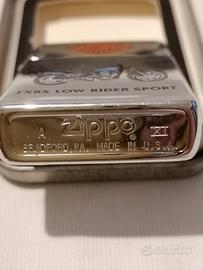 FXRS LOW RIDER SPORT
A Zippo XI
BRADFORD, PA. MADE IN U.S.A.
subito